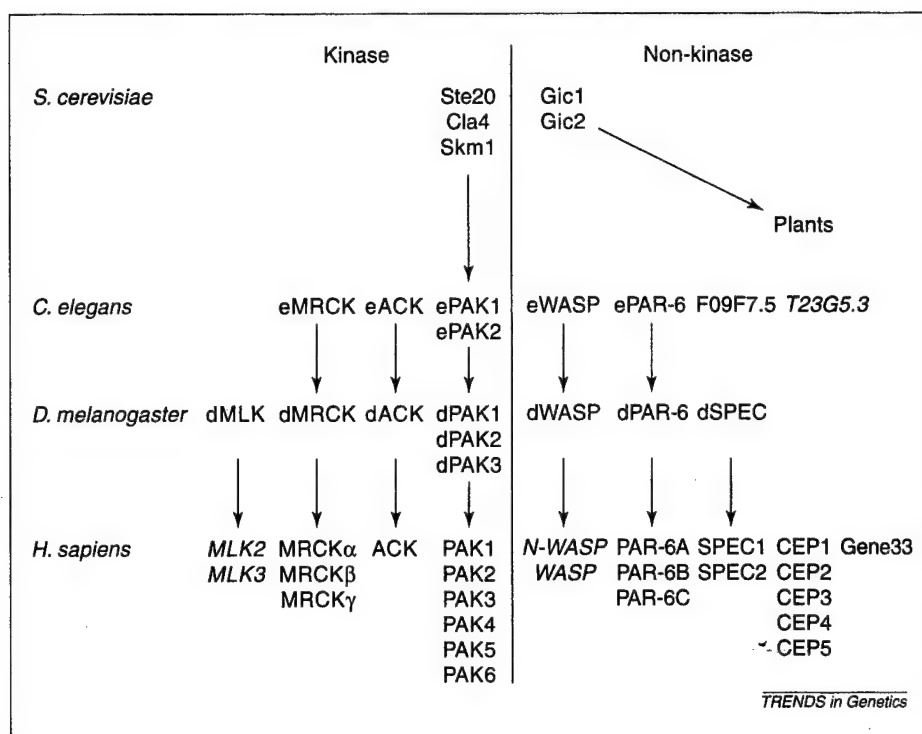 Kinase Non-kinase
S. cerevisiae Ste20 Gic1
Cla4 Gic2
Skm1
Plants
C. elegans eMRCK eACK ePAK1 eWASP ePAR-6 F09F7.5 T23G5.3
ePAK2
D. melanogaster dMLK dMRCK dACK dPAK1 dWASP dPAR-6 dSPEC
dPAK2
dPAK3
H. sapiens MLK2 MRCKα ACK PAK1 N-WASP PAR-6A SPEC1 CEP1 Gene33
MLK3 MRCKβ PAK2 WASP PAR-6B SPEC2 CEP2
MRCKγ PAK3 PAR-6C CEP3
PAK4 CEP4
PAK5 CEP5
PAK6
TRENDS in Genetics